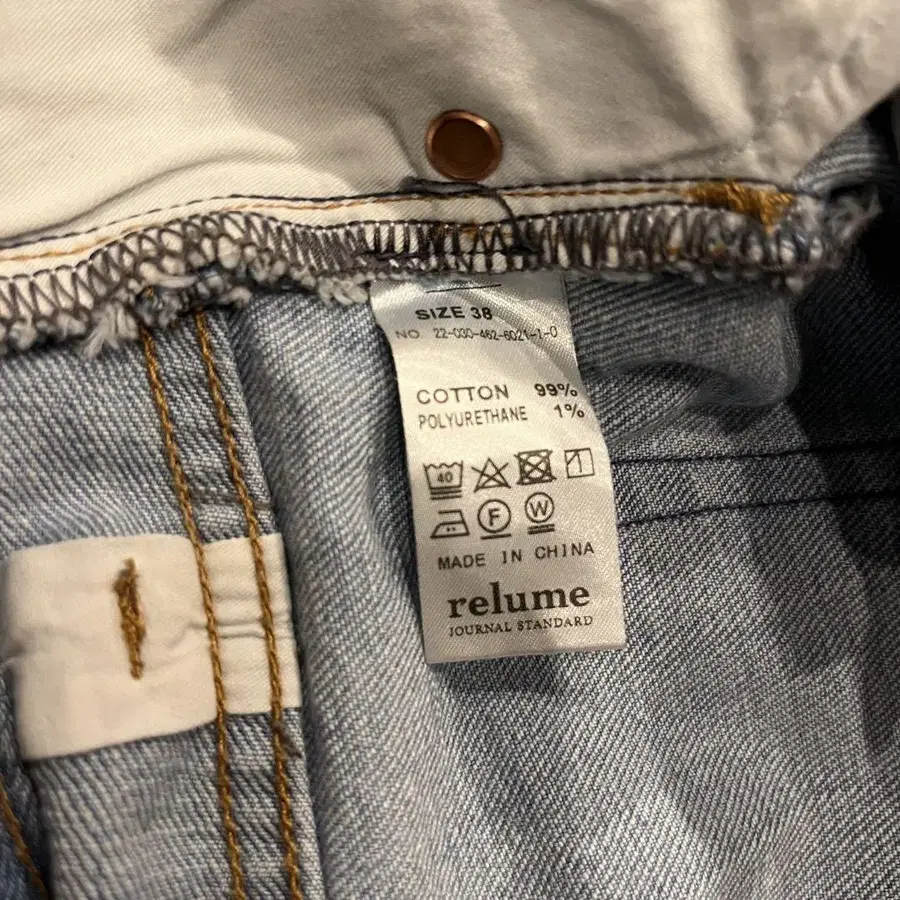 SIZE 38
NO. 22-030-462-6021-1-0
COTTON 99%
POLYURETHANE 1%
40
F W
MADE IN CHINA
relume
JOURNAL STANDARD